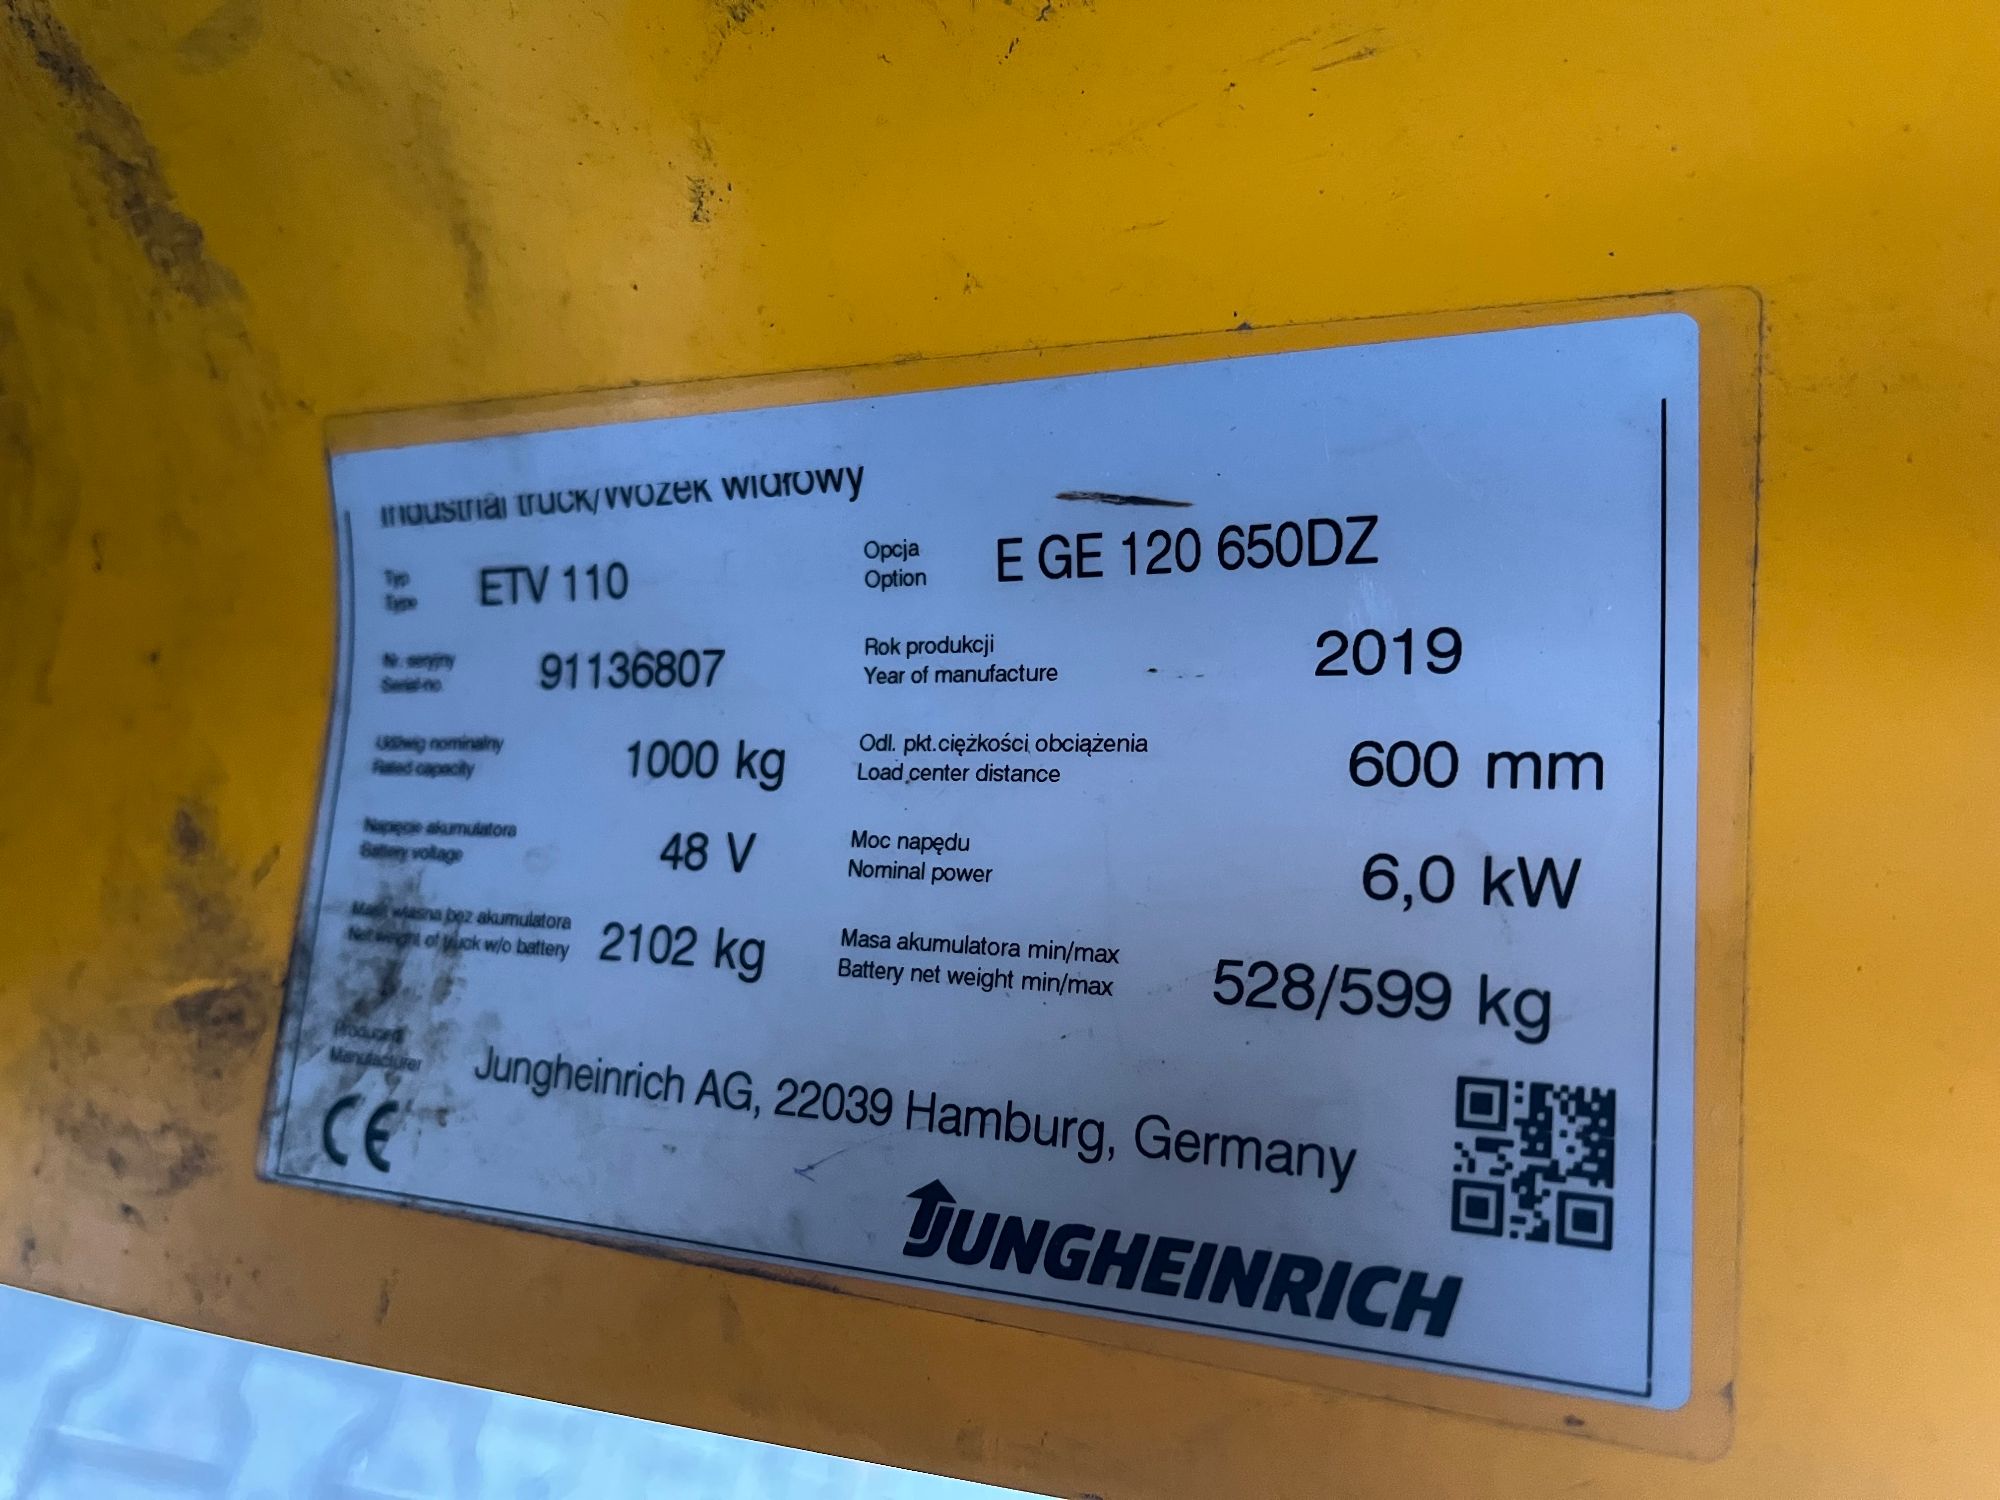 Industrial truck/Wózek widłowy
Typ
Type
ETV 110
Opcja
Option
E GE 120 650DZ
Nr. seryjny
Serial-no.
91136807
Rok produkcji
Year of manufacture
2019
Udźwig nominalny
Rated capacity
1000 kg
Odl. pkt.ciężkości obciążenia
Load center distance
600 mm
Napięcie akumulatora
Battery voltage
48 V
Moc napędu
Nominal power
6,0 kW
Masa własna bez akumulatora
Net weight of truck w/o battery
2102 kg
Masa akumulatora min/max
Battery net weight min/max
528/599 kg
Producent
Manufacturer
Jungheinrich AG, 22039 Hamburg, Germany
CE
JUNGHEINRICH